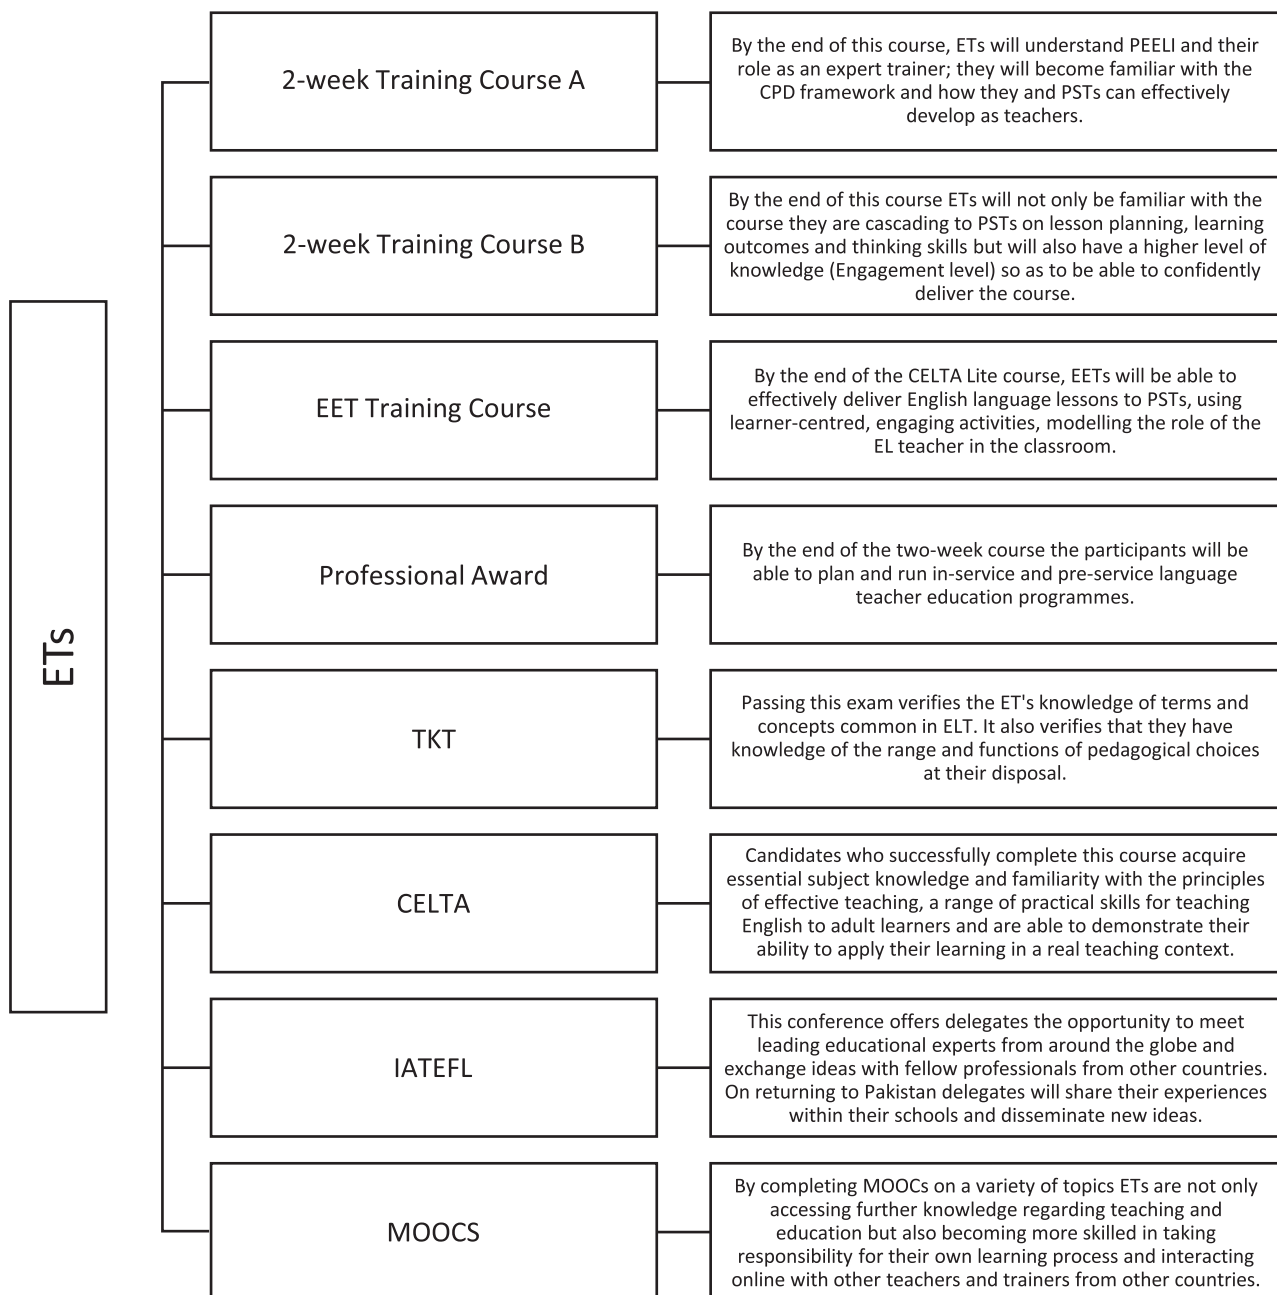 ETs
2-week Training Course A
By the end of this course, ETs will understand PEELI and their
role as an expert trainer; they will become familiar with the
CPD framework and how they and PSTs can effectively
develop as teachers.
2-week Training Course B
By the end of this course ETs will not only be familiar with the
course they are cascading to PSTs on lesson planning, learning
outcomes and thinking skills but will also have a higher level of
knowledge (Engagement level) so as to be able to confidently
deliver the course.
EET Training Course
By the end of the CELTA Lite course, EETs will be able to
effectively deliver English language lessons to PSTs, using
learner-centred, engaging activities, modelling the role of the
EL teacher in the classroom.
Professional Award
By the end of the two-week course the participants will be
able to plan and run in-service and pre-service language
teacher education programmes.
TKT
Passing this exam verifies the ET's knowledge of terms and
concepts common in ELT. It also verifies that they have
knowledge of the range and functions of pedagogical choices
at their disposal.
CELTA
Candidates who successfully complete this course acquire
essential subject knowledge and familiarity with the principles
of effective teaching, a range of practical skills for teaching
English to adult learners and are able to demonstrate their
ability to apply their learning in a real teaching context.
IATEFL
This conference offers delegates the opportunity to meet
leading educational experts from around the globe and
exchange ideas with fellow professionals from other countries.
On returning to Pakistan delegates will share their experiences
within their schools and disseminate new ideas.
MOOCS
By completing MOOCs on a variety of topics ETs are not only
accessing further knowledge regarding teaching and
education but also becoming more skilled in taking
responsibility for their own learning process and interacting
online with other teachers and trainers from other countries.